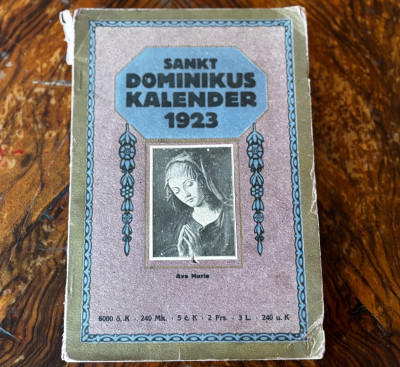 SANKT
DOMINIKUS
KALENDER
1923
Ave Maria
6000 ö. K · 240 Mk. · 5 č. K · 2 Frs. · 3 L. · 240 u. K